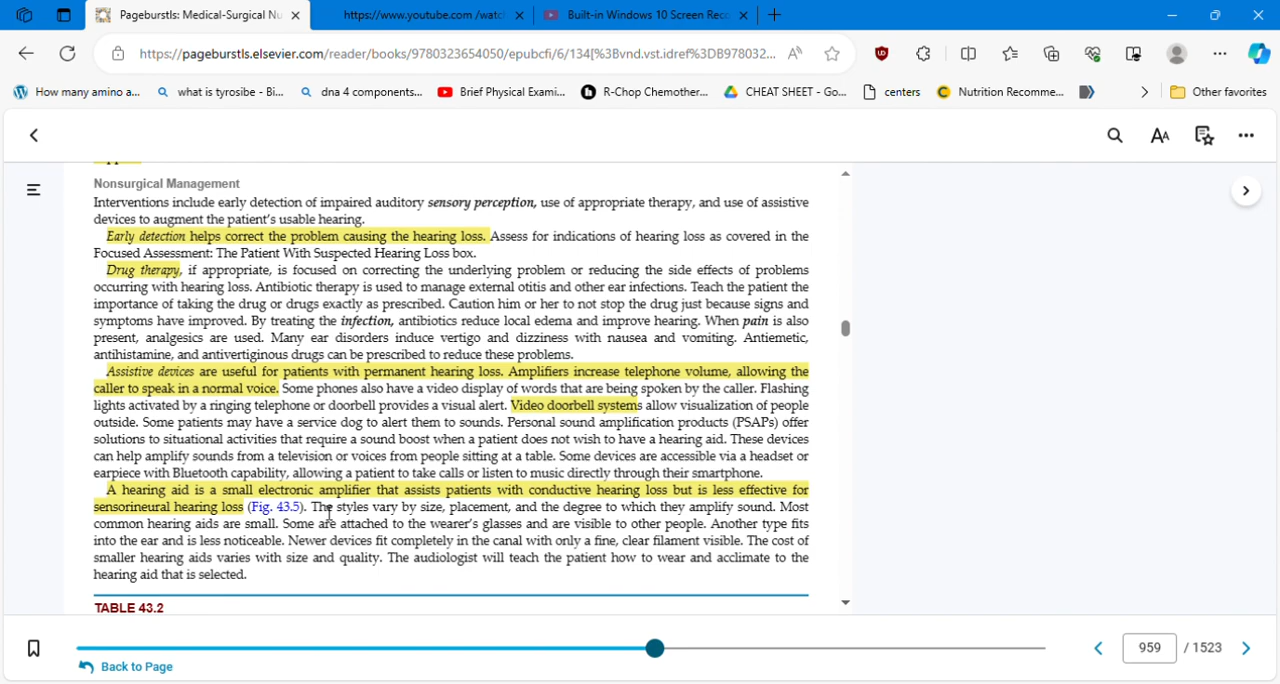 Pageburstls: Medical-Surgical Nu
https://www.youtube.com/watc
Built-in Windows 10 Screen Reco
https://pageburstls.elsevier.com/reader/books/9780323654050/epubcfi/6/134[%3Bvnd.vst.idref%3DB978032...
How many amino a...
what is tyrosibe - Bi...
dna 4 components...
Brief Physical Exami...
R-Chop Chemother...
CHEAT SHEET - Go...
centers
Nutrition Recomme...
Other favorites
Nonsurgical Management
Interventions include early detection of impaired auditory sensory perception, use of appropriate therapy, and use of assistive
devices to augment the patient's usable hearing.
Early detection helps correct the problem causing the hearing loss. Assess for indications of hearing loss as covered in the
Focused Assessment: The Patient With Suspected Hearing Loss box.
Drug therapy, if appropriate, is focused on correcting the underlying problem or reducing the side effects of problems
occurring with hearing loss. Antibiotic therapy is used to manage external otitis and other ear infections. Teach the patient the
importance of taking the drug or drugs exactly as prescribed. Caution him or her to not stop the drug just because signs and
symptoms have improved. By treating the infection, antibiotics reduce local edema and improve hearing. When pain is also
present, analgesics are used. Many ear disorders induce vertigo and dizziness with nausea and vomiting. Antiemetic,
antihistamine, and antivertiginous drugs can be prescribed to reduce these problems.
Assistive devices are useful for patients with permanent hearing loss. Amplifiers increase telephone volume, allowing the
caller to speak in a normal voice. Some phones also have a video display of words that are being spoken by the caller. Flashing
lights activated by a ringing telephone or doorbell provides a visual alert. Video doorbell systems allow visualization of people
outside. Some patients may have a service dog to alert them to sounds. Personal sound amplification products (PSAPs) offer
solutions to situational activities that require a sound boost when a patient does not wish to have a hearing aid. These devices
can help amplify sounds from a television or voices from people sitting at a table. Some devices are accessible via a headset or
earpiece with Bluetooth capability, allowing a patient to take calls or listen to music directly through their smartphone.
A hearing aid is a small electronic amplifier that assists patients with conductive hearing loss but is less effective for
sensorineural hearing loss (Fig. 43.5). The styles vary by size, placement, and the degree to which they amplify sound. Most
common hearing aids are small. Some are attached to the wearer's glasses and are visible to other people. Another type fits
into the ear and is less noticeable. Newer devices fit completely in the canal with only a fine, clear filament visible. The cost of
smaller hearing aids varies with size and quality. The audiologist will teach the patient how to wear and acclimate to the
hearing aid that is selected.
TABLE 43.2
959 / 1523
Back to Page